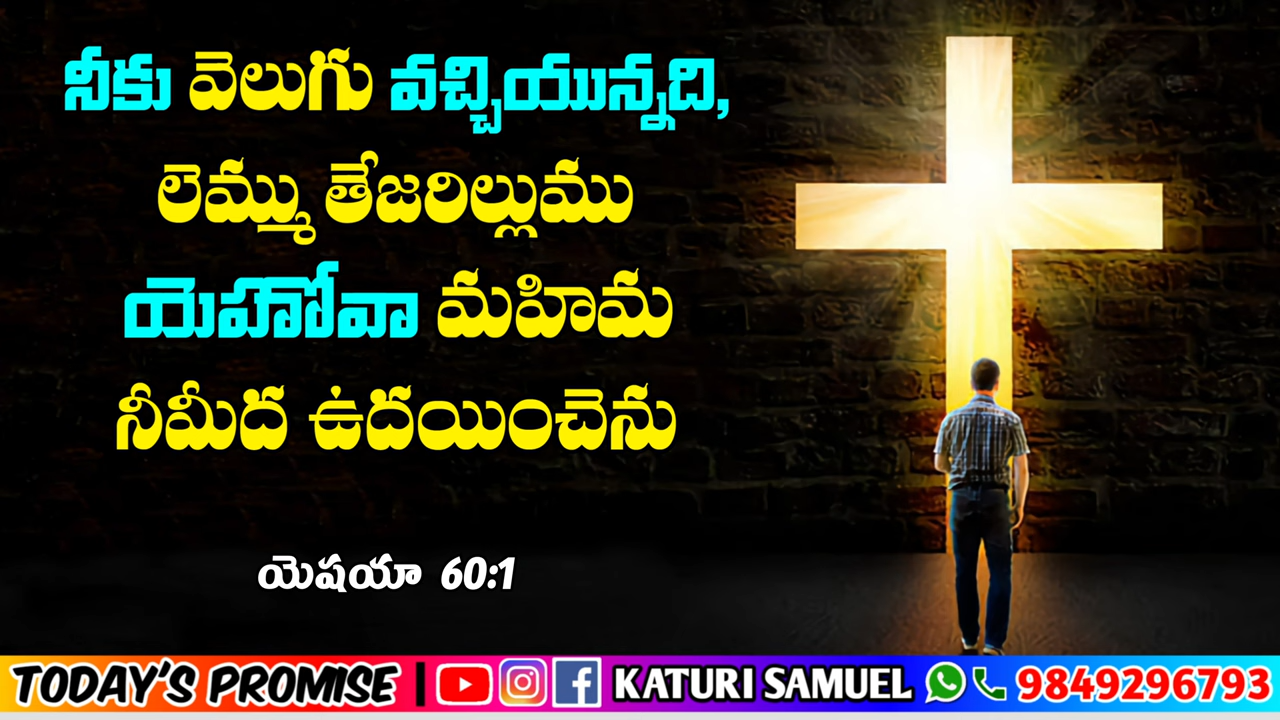 నీకు వెలుగు వచ్చియున్నది,
లెమ్ము తేజరిల్లుము
యెహోవా మహిమ
నీమీద ఉదయించెను
యెషయా 60:1
TODAY'S PROMISE | KATURI SAMUEL 9849296793